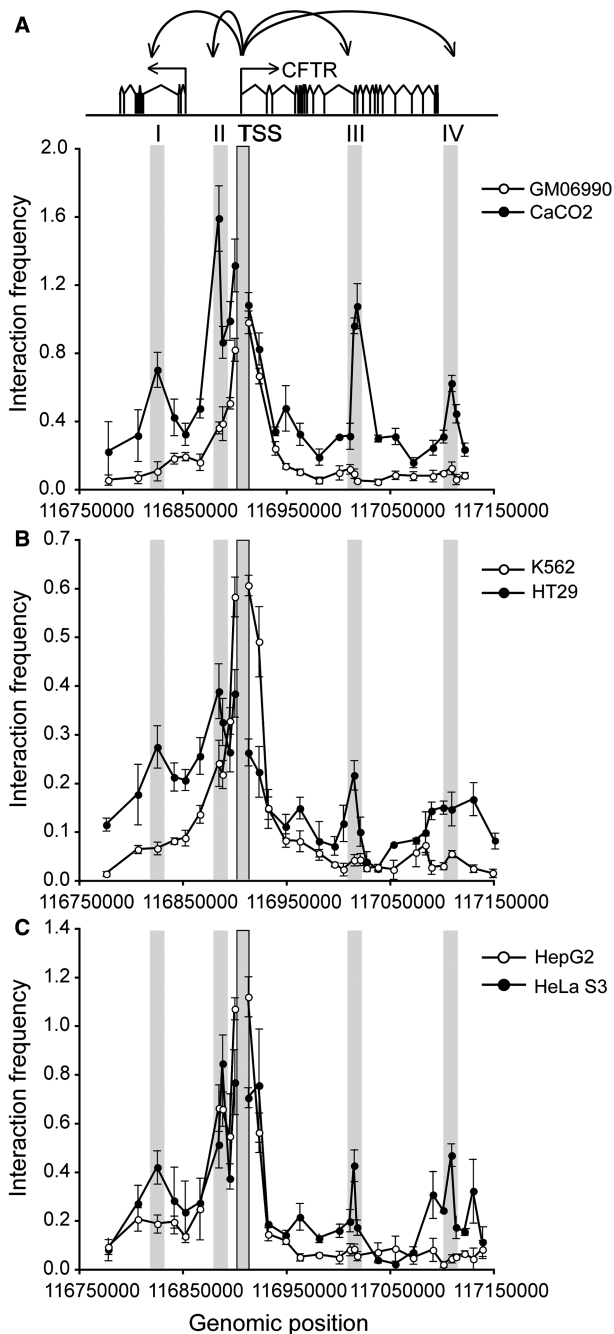 A
CFTR
I II TSS III IV
2.0
1.6
1.2
0.8
0.4
0.0
Interaction frequency
GM06990
CaCO2
116750000 116850000 116950000 117050000 117150000
B
0.7
0.6
0.5
0.4
0.3
0.2
0.1
0.0
Interaction frequency
K562
HT29
116750000 116850000 116950000 117050000 117150000
C
1.4
1.2
1.0
0.8
0.6
0.4
0.2
0.0
Interaction frequency
HepG2
HeLa S3
116750000 116850000 116950000 117050000 117150000
Genomic position